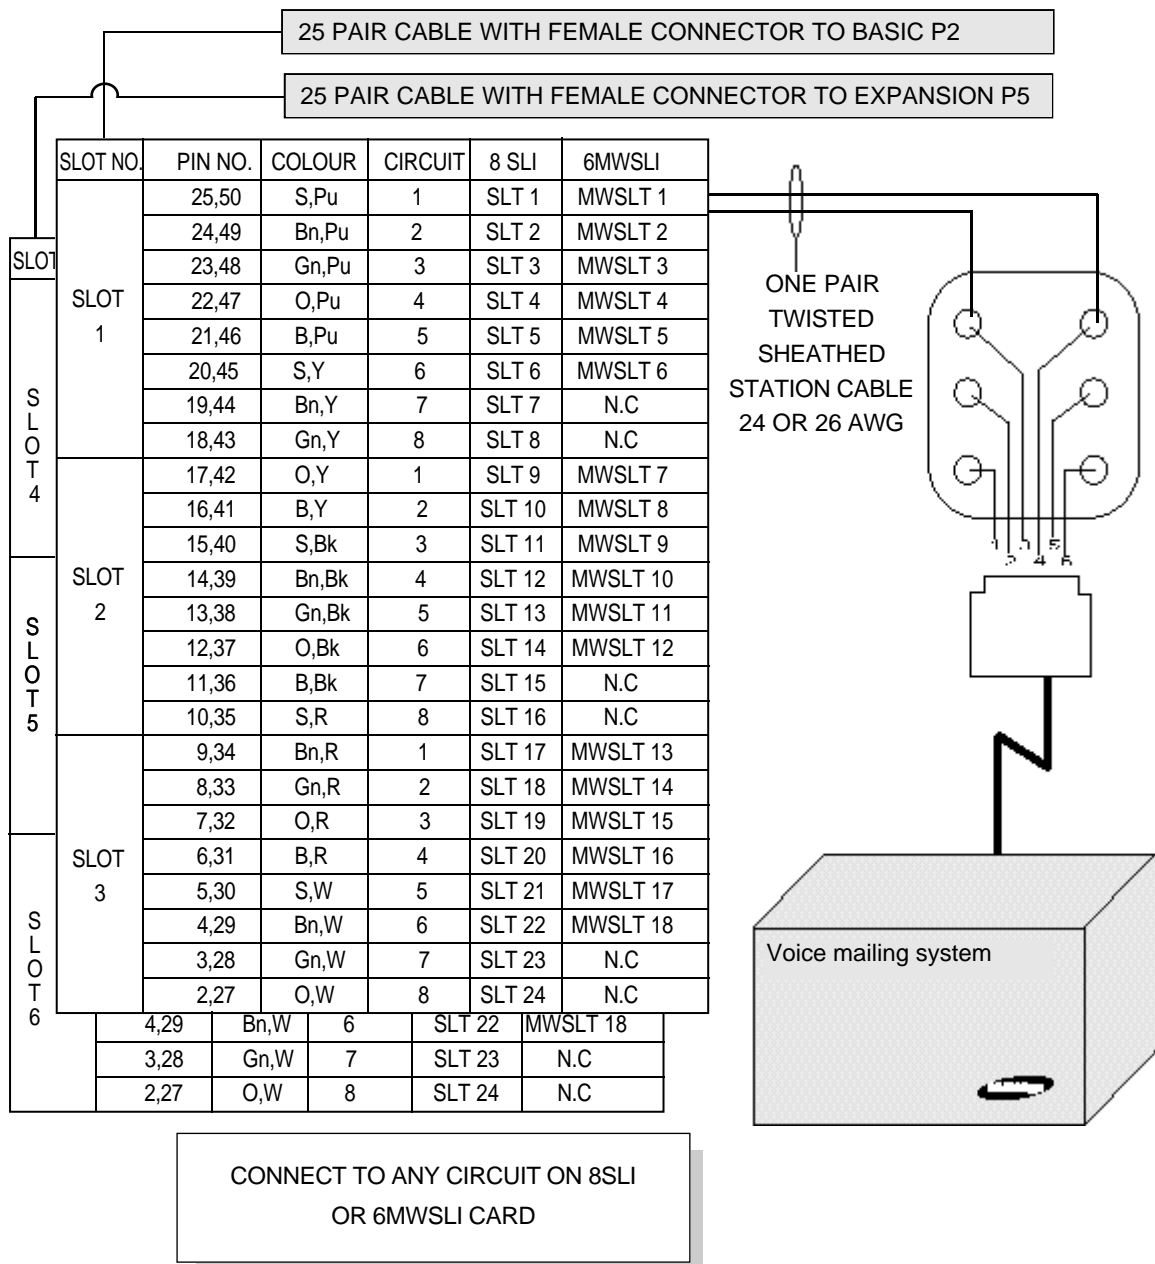 25 PAIR CABLE WITH FEMALE CONNECTOR TO BASIC P2
25 PAIR CABLE WITH FEMALE CONNECTOR TO EXPANSION P5
SLOT NO. PIN NO. COLOUR CIRCUIT 8 SLI 6MWSLI
SLOT 1
25,50 S,Pu 1 SLT 1 MWSLT 1
24,49 Bn,Pu 2 SLT 2 MWSLT 2
23,48 Gn,Pu 3 SLT 3 MWSLT 3
22,47 O,Pu 4 SLT 4 MWSLT 4
21,46 B,Pu 5 SLT 5 MWSLT 5
20,45 S,Y 6 SLT 6 MWSLT 6
19,44 Bn,Y 7 SLT 7 N.C
18,43 Gn,Y 8 SLT 8 N.C
SLOT 2
17,42 O,Y 1 SLT 9 MWSLT 7
16,41 B,Y 2 SLT 10 MWSLT 8
15,40 S,Bk 3 SLT 11 MWSLT 9
14,39 Bn,Bk 4 SLT 12 MWSLT 10
13,38 Gn,Bk 5 SLT 13 MWSLT 11
12,37 O,Bk 6 SLT 14 MWSLT 12
11,36 B,Bk 7 SLT 15 N.C
10,35 S,R 8 SLT 16 N.C
SLOT 3
9,34 Bn,R 1 SLT 17 MWSLT 13
8,33 Gn,R 2 SLT 18 MWSLT 14
7,32 O,R 3 SLT 19 MWSLT 15
6,31 B,R 4 SLT 20 MWSLT 16
5,30 S,W 5 SLT 21 MWSLT 17
4,29 Bn,W 6 SLT 22 MWSLT 18
3,28 Gn,W 7 SLT 23 N.C
2,27 O,W 8 SLT 24 N.C
SLOT
SLOT 4
SLOT 5
SLOT 6
4,29 Bn,W 6 SLT 22 MWSLT 18
3,28 Gn,W 7 SLT 23 N.C
2,27 O,W 8 SLT 24 N.C
ONE PAIR
TWISTED
SHEATHED
STATION CABLE
24 OR 26 AWG
1 2 3 4 5 6
Voice mailing system
CONNECT TO ANY CIRCUIT ON 8SLI
OR 6MWSLI CARD